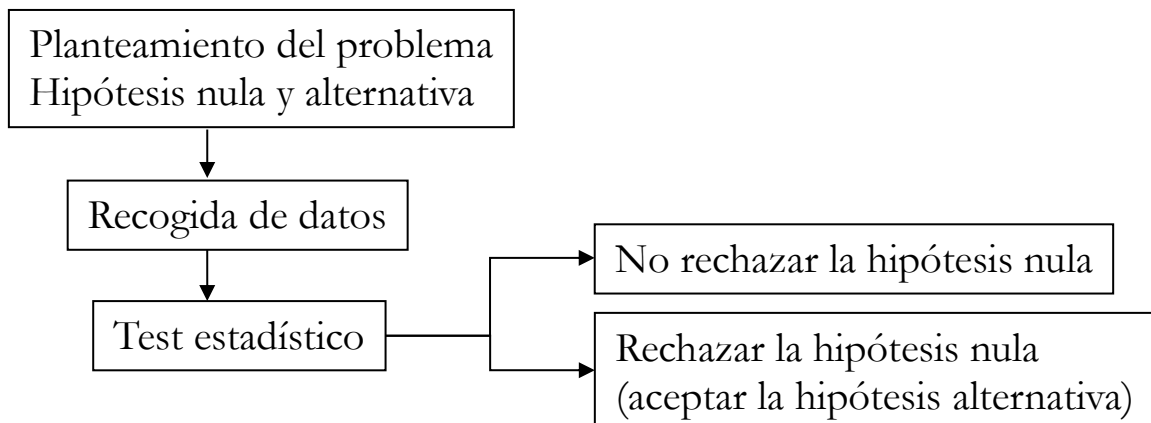 Planteamiento del problema
Hipótesis nula y alternativa
Recogida de datos
Test estadístico
No rechazar la hipótesis nula
Rechazar la hipótesis nula
(aceptar la hipótesis alternativa)